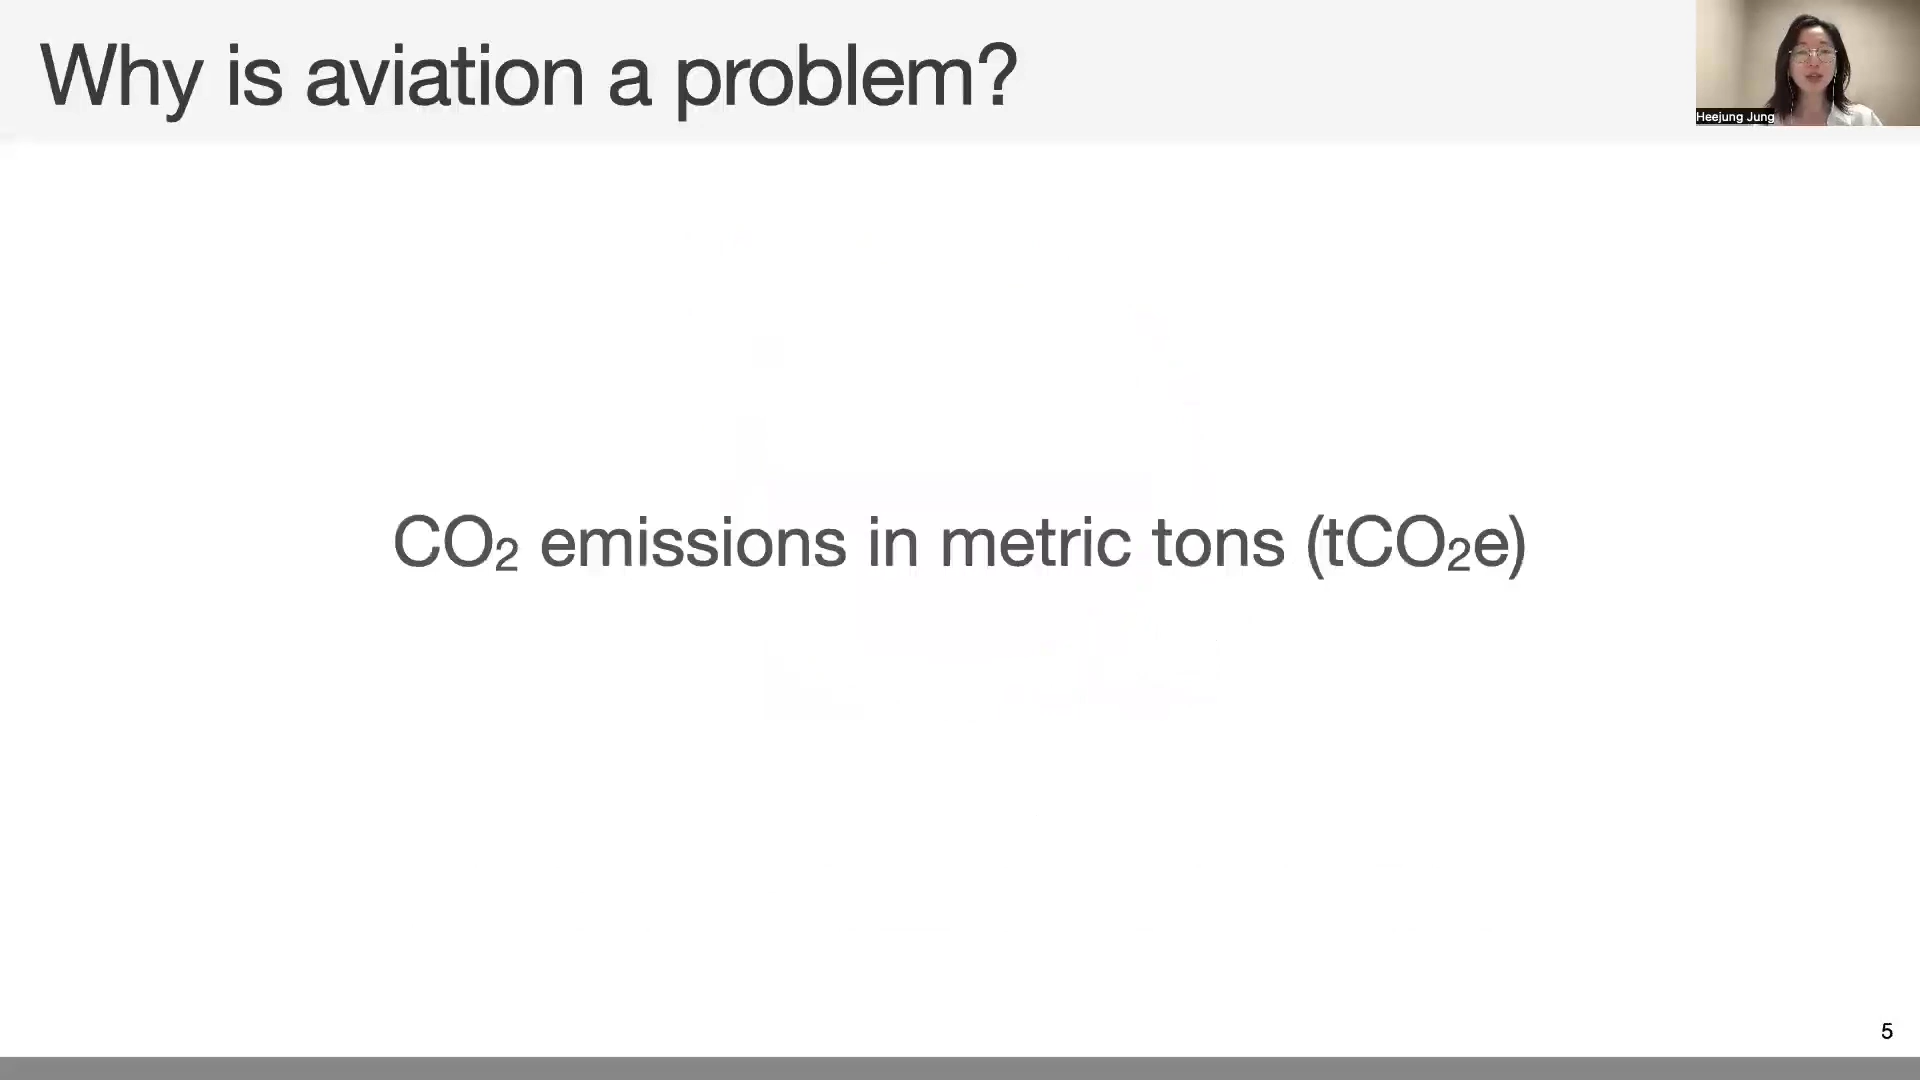 Why is aviation a problem?
Heejung Jung
CO₂ emissions in metric tons (tCO₂e)
5